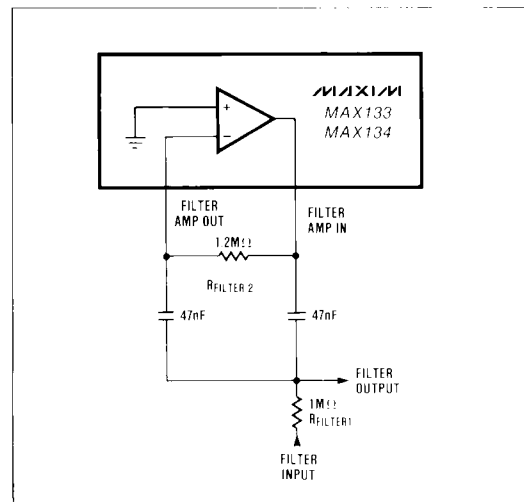 MAXIM
MAX133
MAX134
+
−
FILTER AMP OUT
FILTER AMP IN
1.2MΩ
RFILTER 2
47nF
47nF
FILTER OUTPUT
1MΩ
RFILTER1
FILTER INPUT